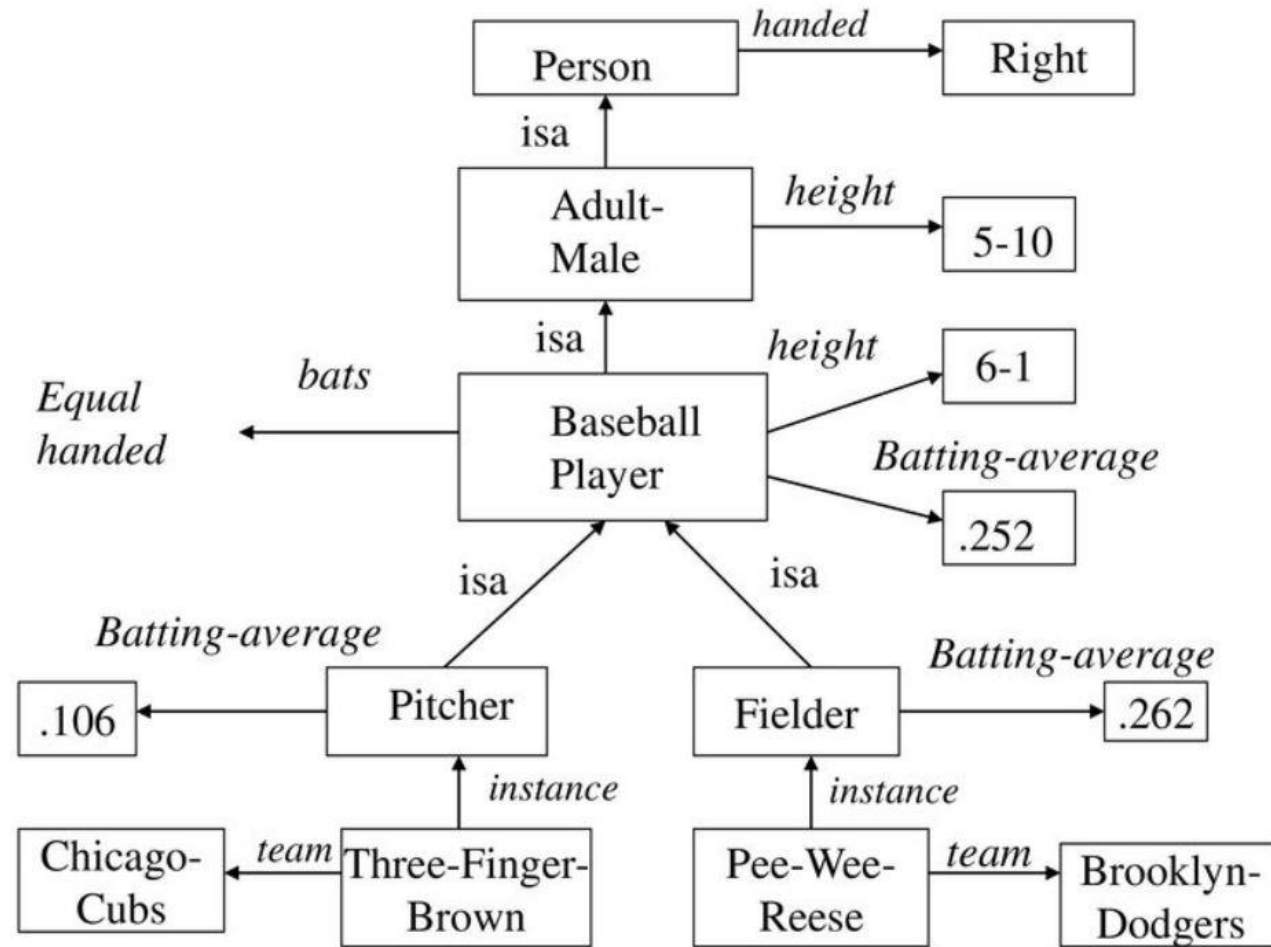 handed
Person
Right
isa
Adult-
Male
height
5-10
isa
height
6-1
bats
Equal
handed
Baseball
Player
Batting-average
.252
isa
isa
Batting-average
Batting-average
.106
Pitcher
Fielder
.262
instance
instance
Chicago-
Cubs
team
Three-Finger-
Brown
Pee-Wee-
Reese
team
Brooklyn-
Dodgers